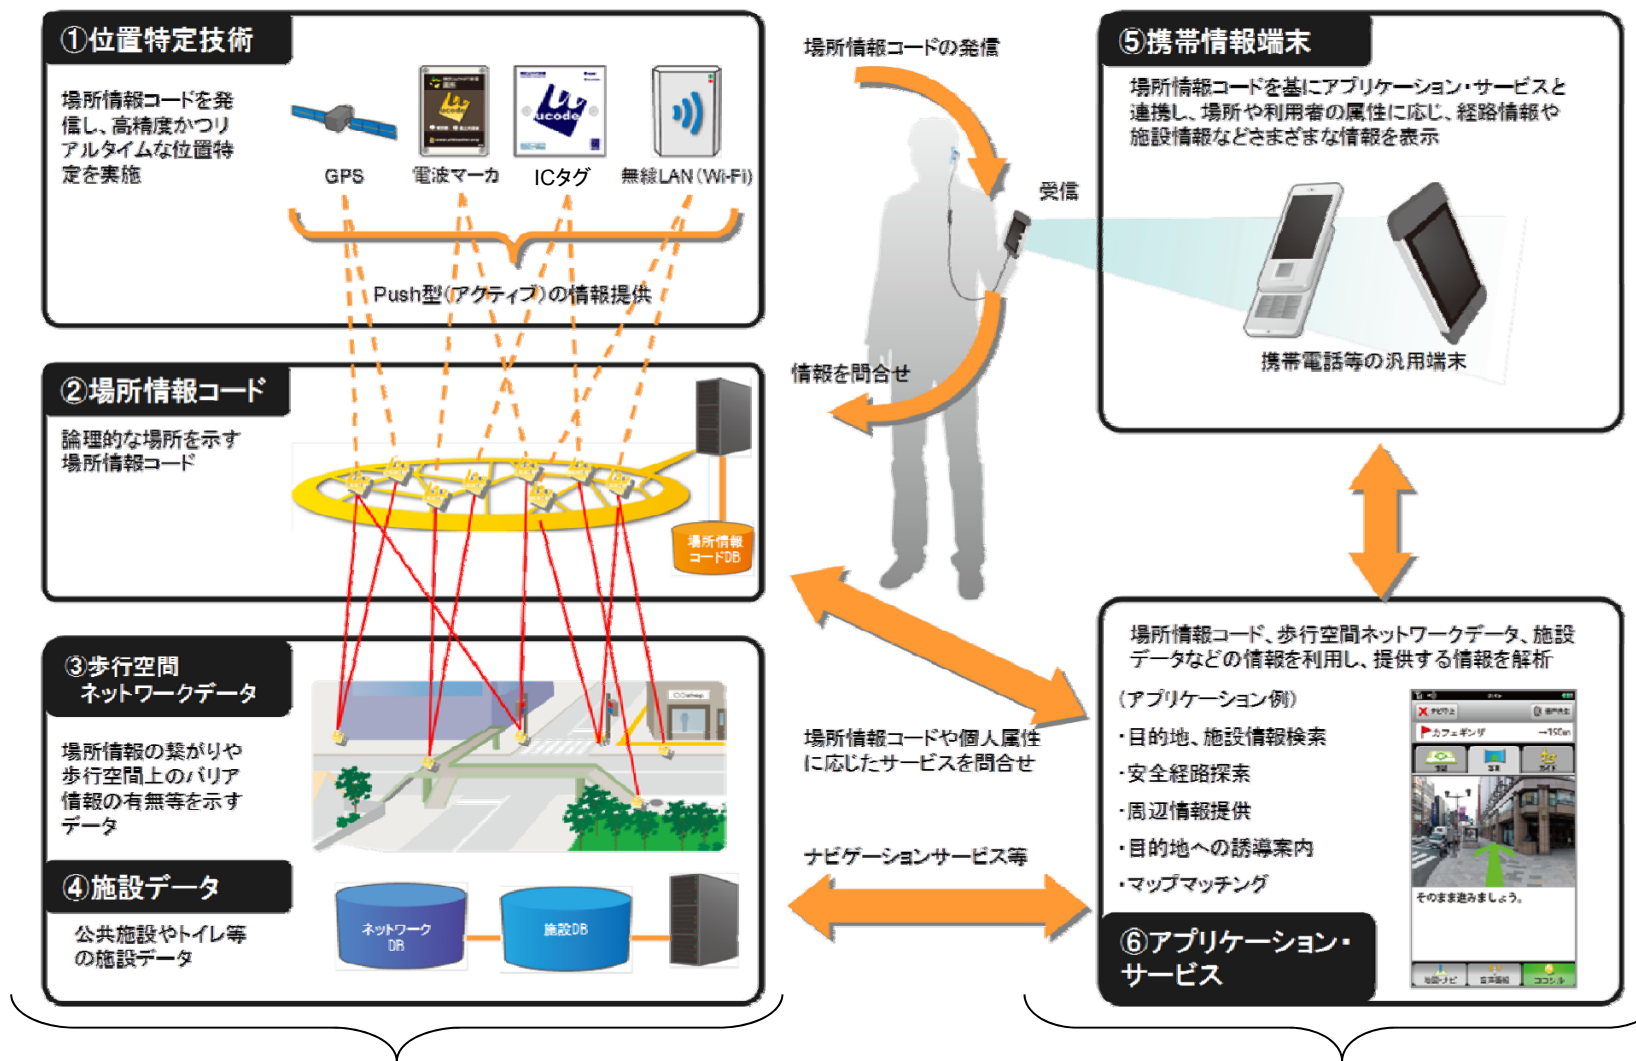 ①位置特定技術
場所情報コードを発
信し、高精度かつリ
アルタイムな位置特
定を実施
ucode
ucode
GPS
電波マーカ
ICタグ
無線LAN(Wi-Fi)
Push型(アクティブ)の情報提供
②場所情報コード
論理的な場所を示す
場所情報コード
場所情報
コードDB
③歩行空間
ネットワークデータ
場所情報の繋がりや
歩行空間上のバリア
情報の有無等を示す
データ
④施設データ
公共施設やトイレ等
の施設データ
ネットワーク
DB
施設DB
場所情報コードの発信
受信
情報を問合せ
場所情報コードや個人属性
に応じたサービスを問合せ
ナビゲーションサービス等
⑤携帯情報端末
場所情報コードを基にアプリケーション・サービスと
連携し、場所や利用者の属性に応じ、経路情報や
施設情報などさまざまな情報を表示
携帯電話等の汎用端末
場所情報コード、歩行空間ネットワークデータ、施設
データなどの情報を利用し、提供する情報を解析
(アプリケーション例)
・目的地、施設情報検索
・安全経路探索
・周辺情報提供
・目的地への誘導案内
・マップマッチング
カフェギンザ
→150m
そのまま進みましょう。
ココシル
⑥アプリケーション・
サービス